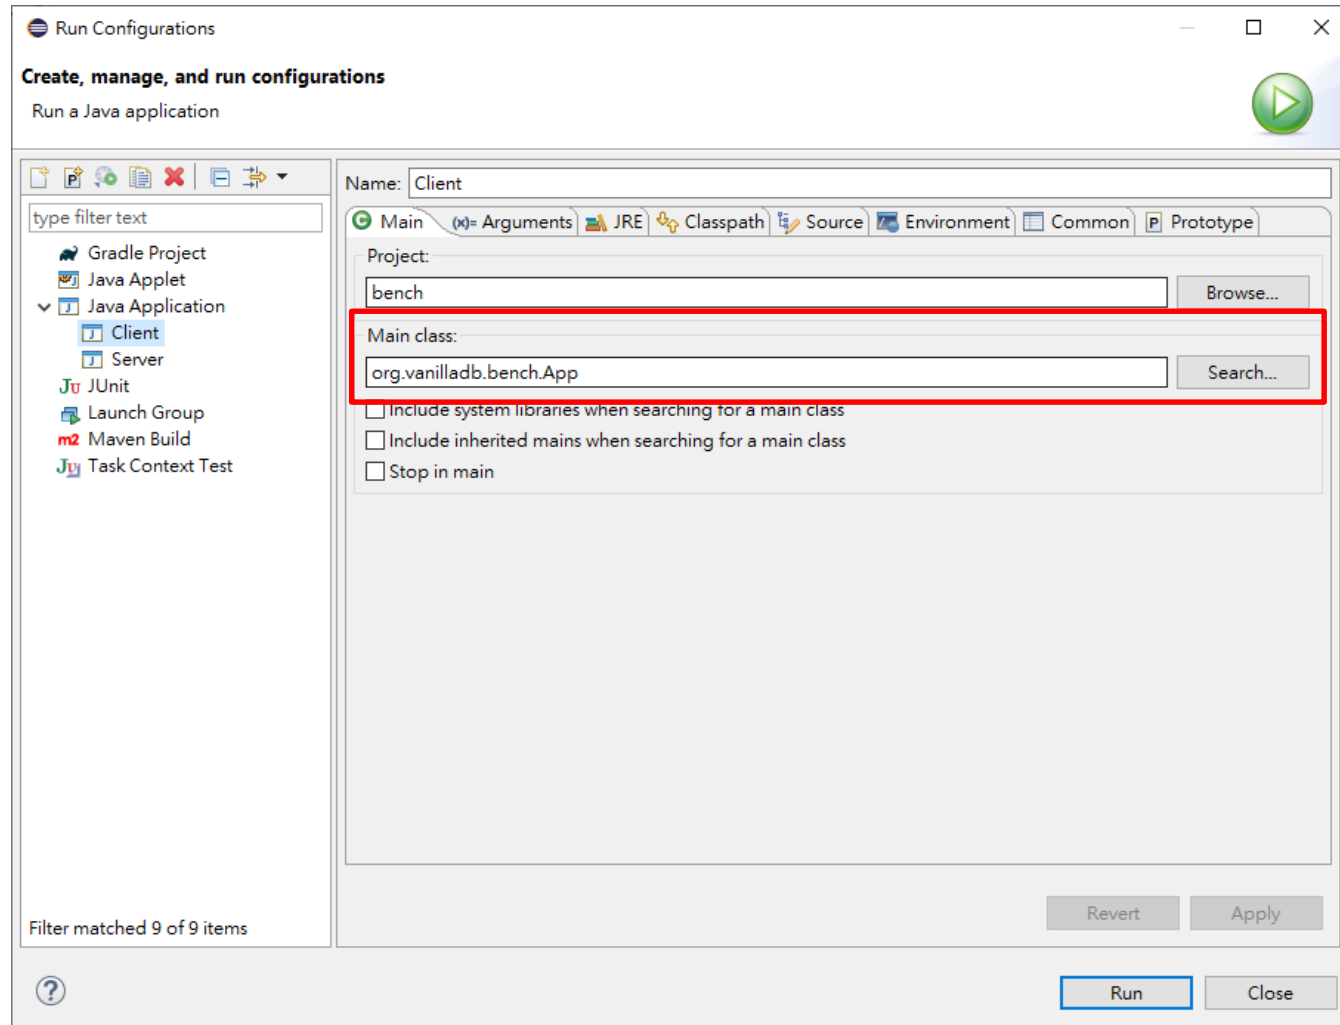 Run Configurations
Create, manage, and run configurations
Run a Java application
Name: Client
type filter text
Main (x)= Arguments JRE Classpath Source Environment Common P Prototype
Gradle Project
Java Applet
Java Application
Client
Server
Ju JUnit
Launch Group
m2 Maven Build
Ju Task Context Test
Filter matched 9 of 9 items
Project:
bench Browse...
Main class:
org.vanilladb.bench.App Search...
Include system libraries when searching for a main class
Include inherited mains when searching for a main class
Stop in main
Revert Apply
Run Close